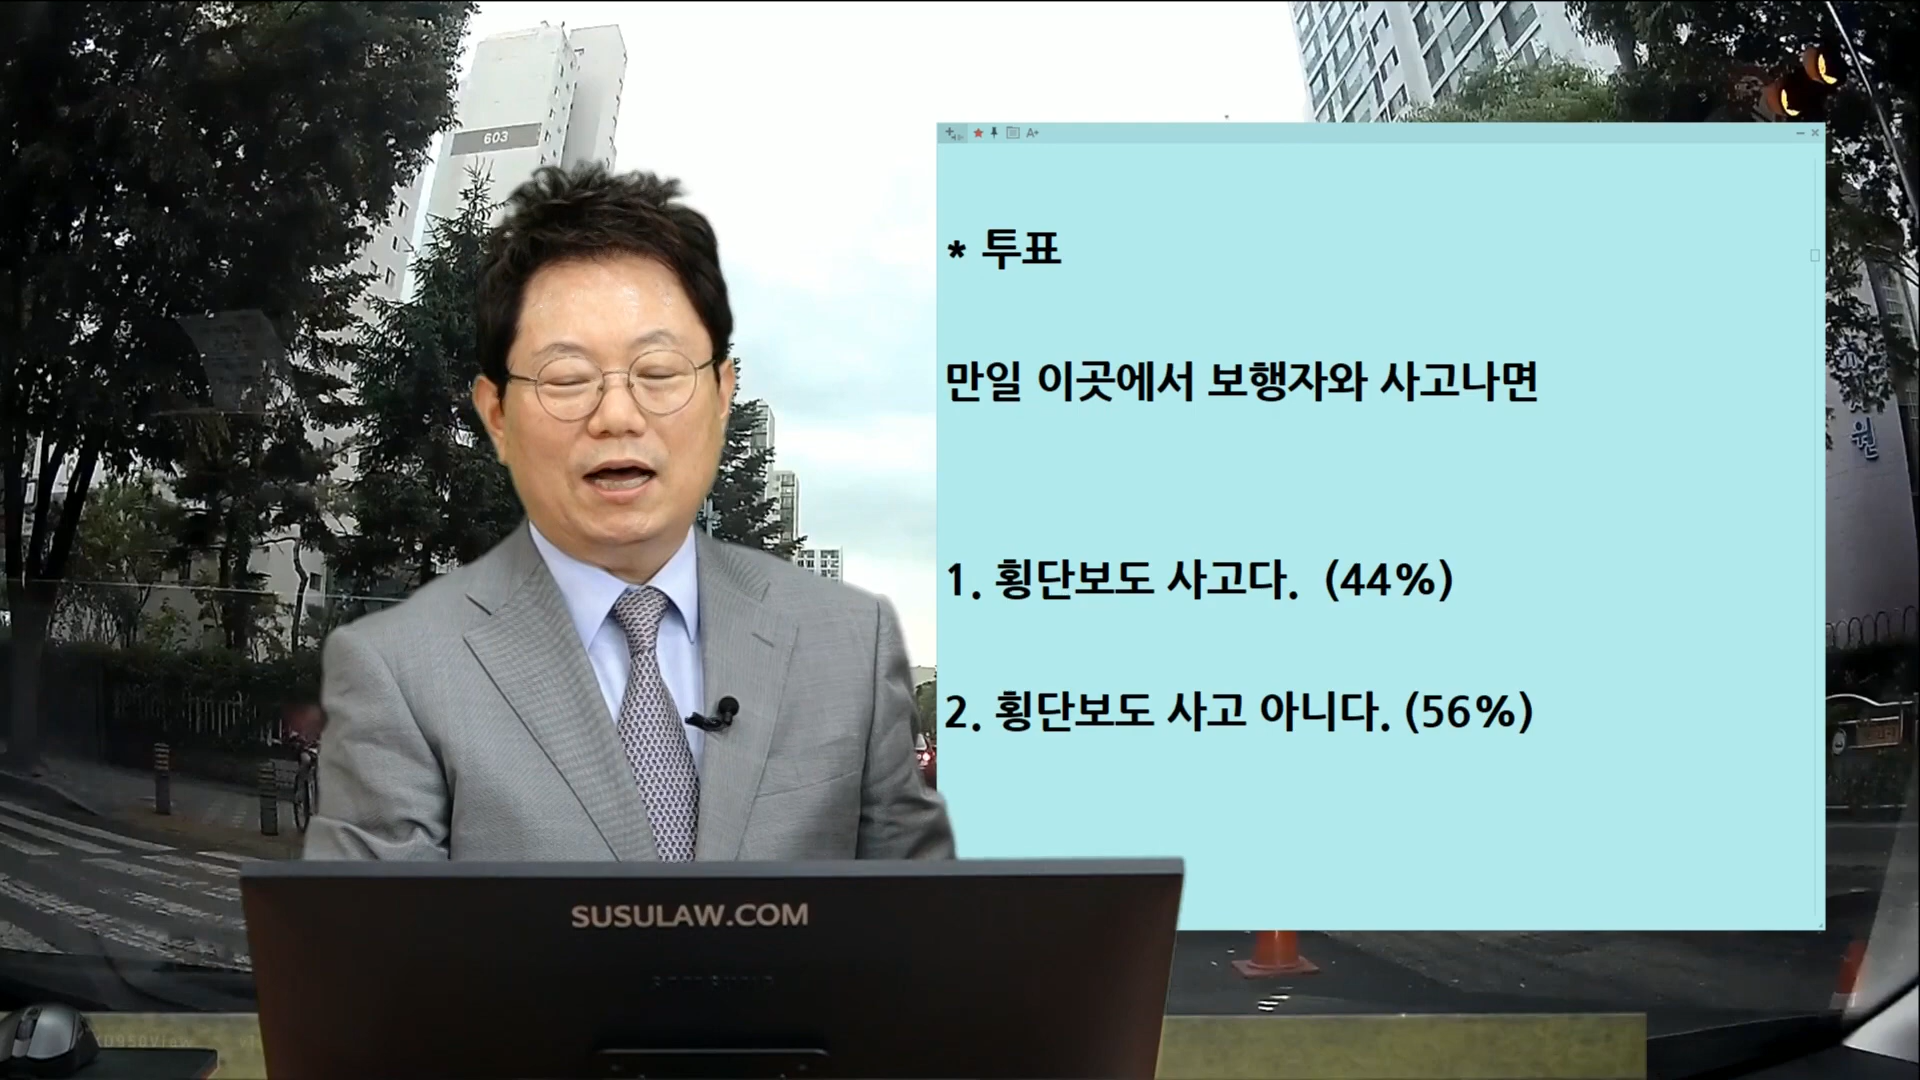 603
* 투표
만일 이곳에서 보행자와 사고나면
1. 횡단보도 사고다. (44%)
2. 횡단보도 사고 아니다. (56%)
원
SUSULAW.COM